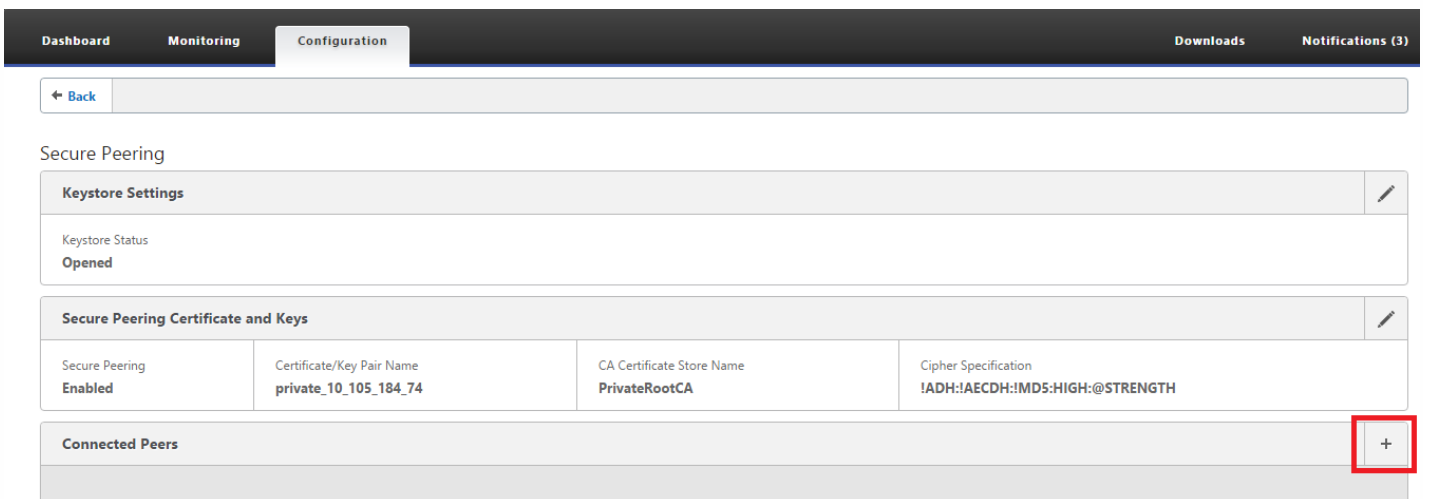 Dashboard Monitoring Configuration Downloads Notifications (3)
Back
Secure Peering
Keystore Settings
Keystore Status
Opened
Secure Peering Certificate and Keys
Secure Peering Certificate/Key Pair Name CA Certificate Store Name Cipher Specification
Enabled private_10_105_184_74 PrivateRootCA !ADH:!AECDH:!MD5:HIGH:@STRENGTH
Connected Peers +